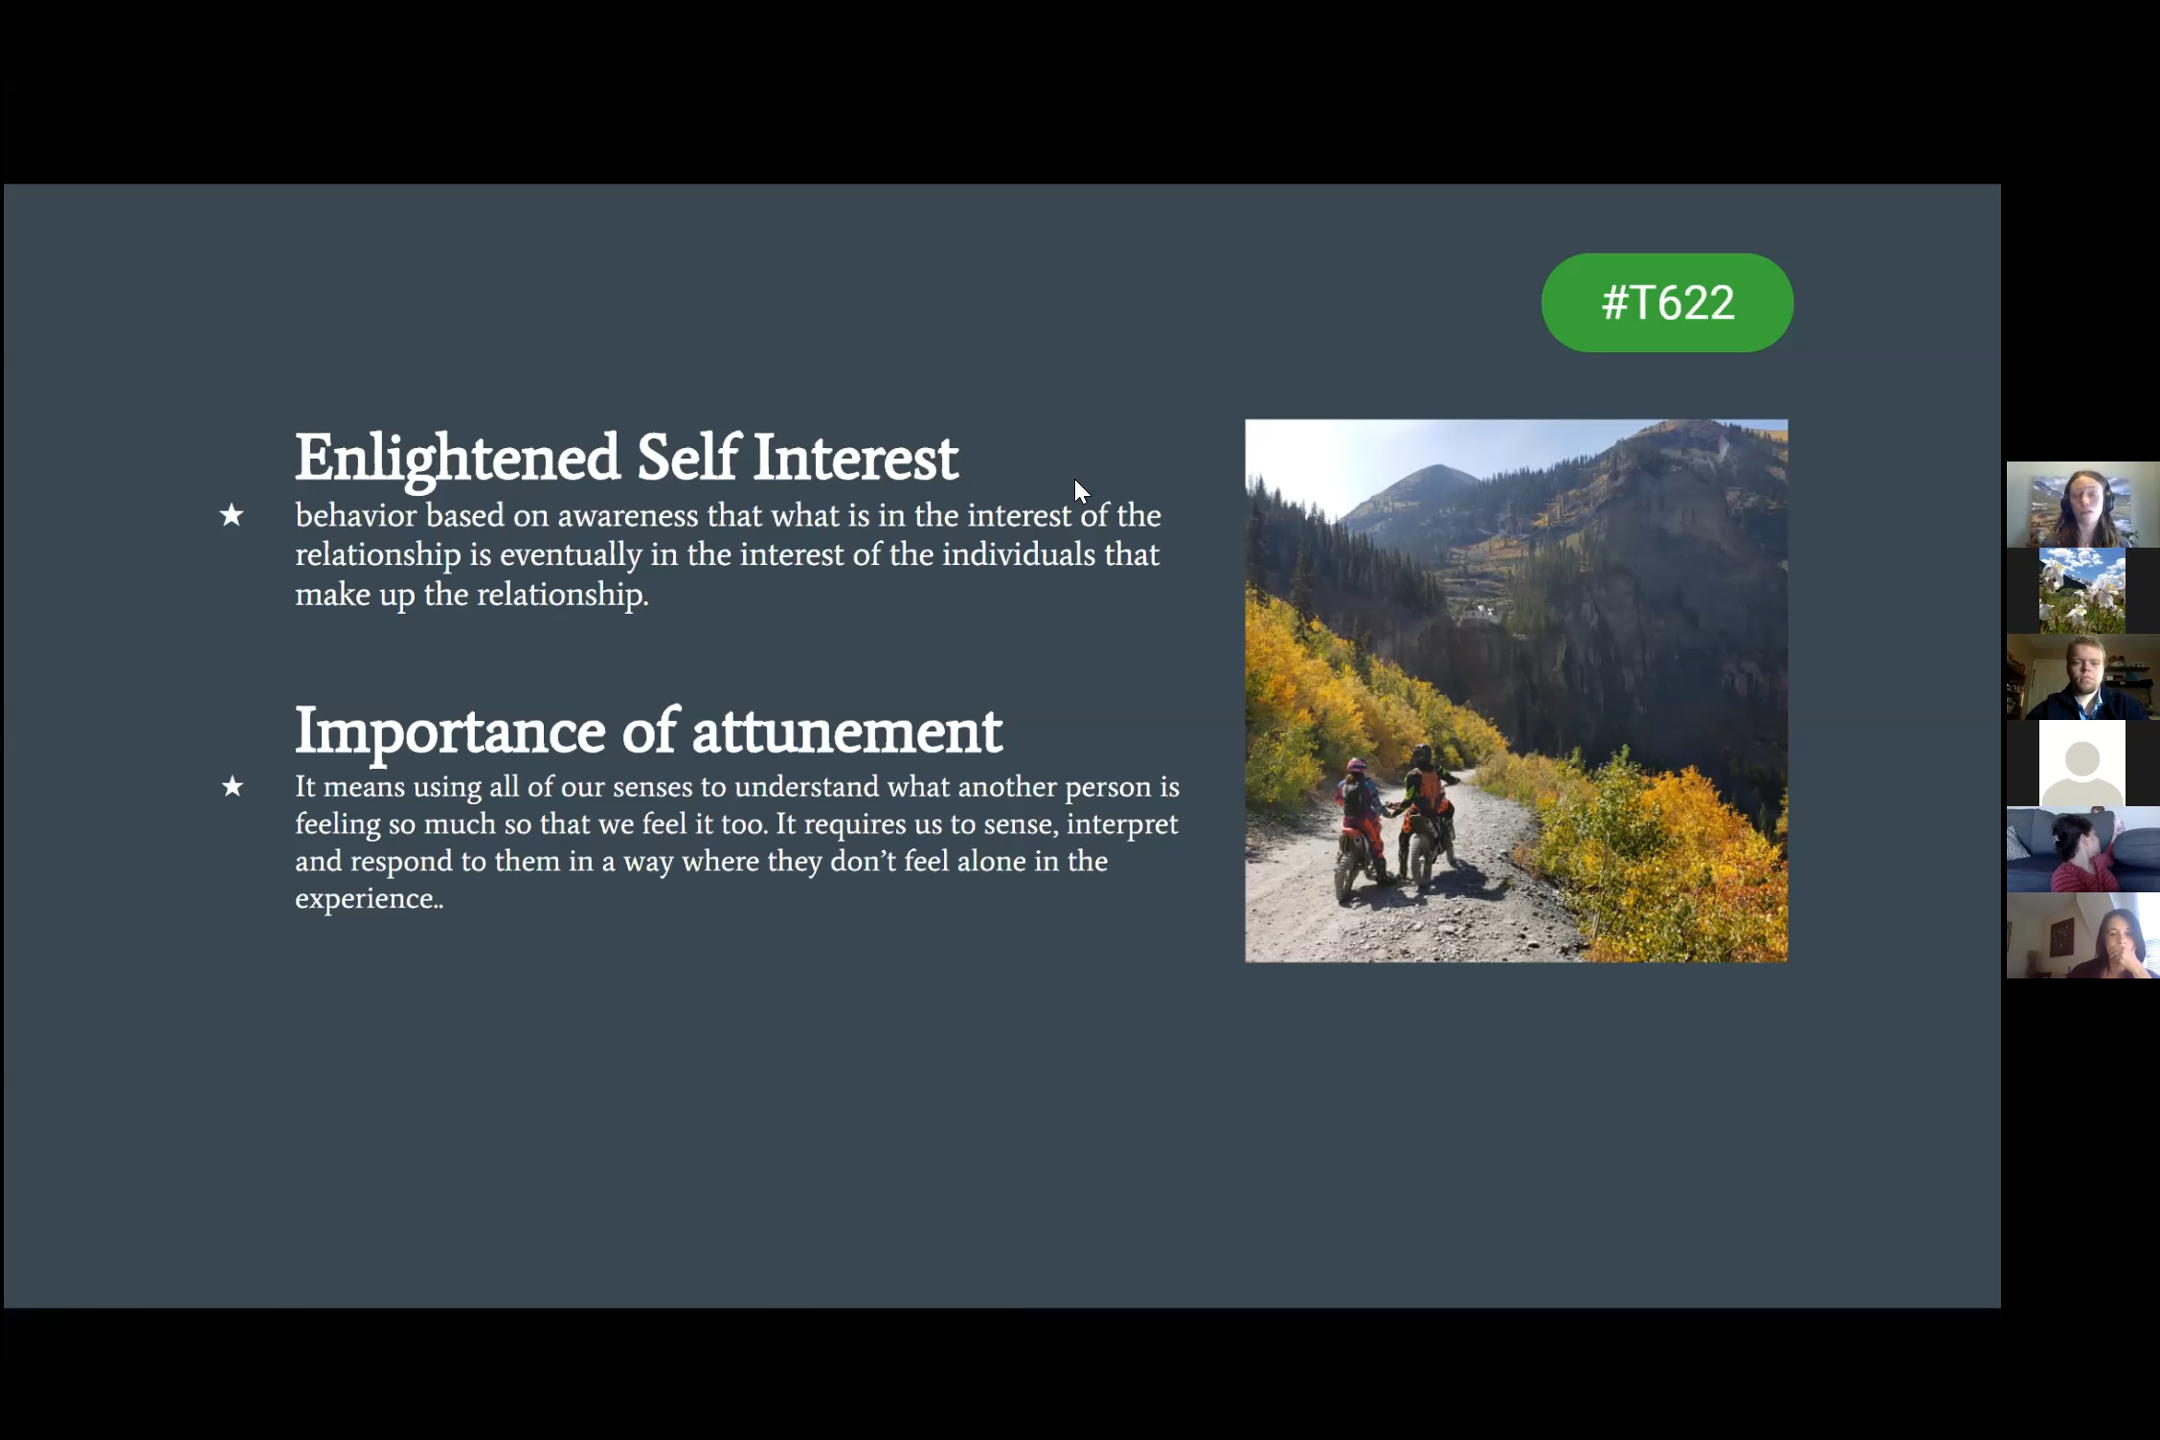 #T622
Enlightened Self Interest
★ behavior based on awareness that what is in the interest of the
relationship is eventually in the interest of the individuals that
make up the relationship.
Importance of attunement
★ It means using all of our senses to understand what another person is
feeling so much so that we feel it too. It requires us to sense, interpret
and respond to them in a way where they don’t feel alone in the
experience..